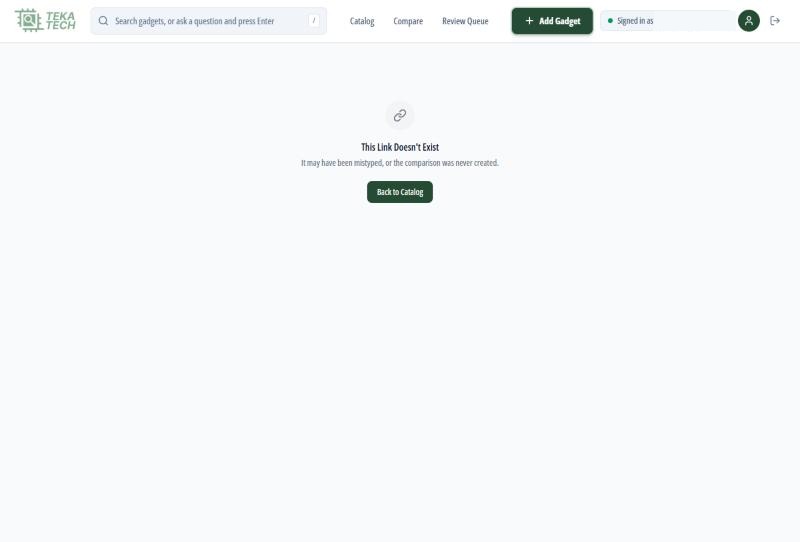 TEKA
TECH
Search gadgets, or ask a question and press Enter
/
Catalog
Compare
Review Queue
+ Add Gadget
Signed in as
This Link Doesn't Exist
It may have been mistyped, or the comparison was never created.
Back to Catalog